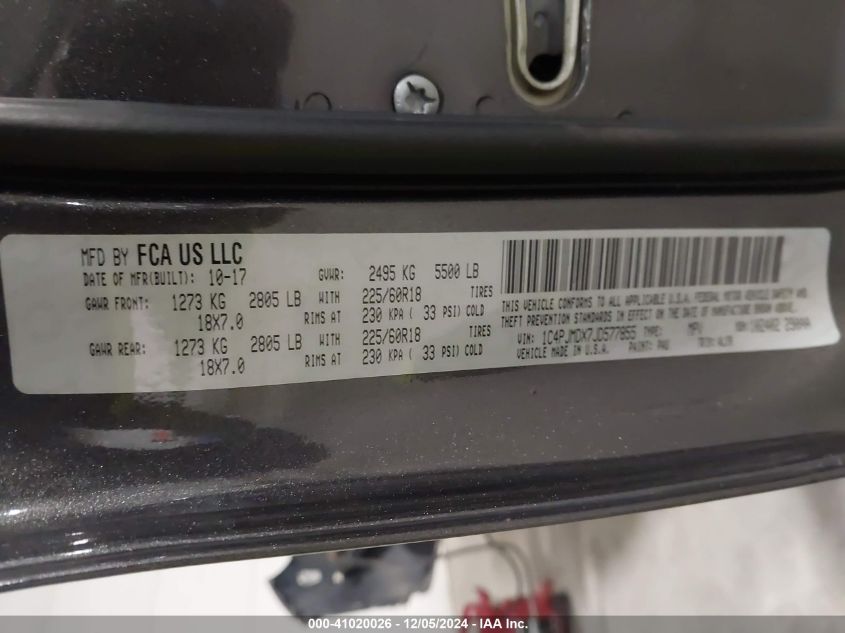 MFD BY FCA US LLC
DATE OF MFR(BUILT): 10-17 GVWR: 2495 KG 5500 LB
GAWR FRONT: 1273 KG 2805 LB WITH 225/60R18 TIRES
18X7.0 RIMS AT 230 KPA ( 33 PSI) COLD
GAWR REAR: 1273 KG 2805 LB WITH 225/60R18 TIRES
18X7.0 RIMS AT 230 KPA ( 33 PSI) COLD
THIS VEHICLE CONFORMS TO ALL APPLICABLE U.S.A. FEDERAL MOTOR VEHICLE SAFETY AND
THEFT PREVENTION STANDARDS IN EFFECT ON THE DATE OF MANUFACTURE SHOWN ABOVE.
VIN: 1C4PJMDX7JD577855 TYPE: MPV
VEHICLE MADE IN U.S.A. PAINT: PAU TRIM:
000-41020026 - 12/05/2024 - IAA Inc.